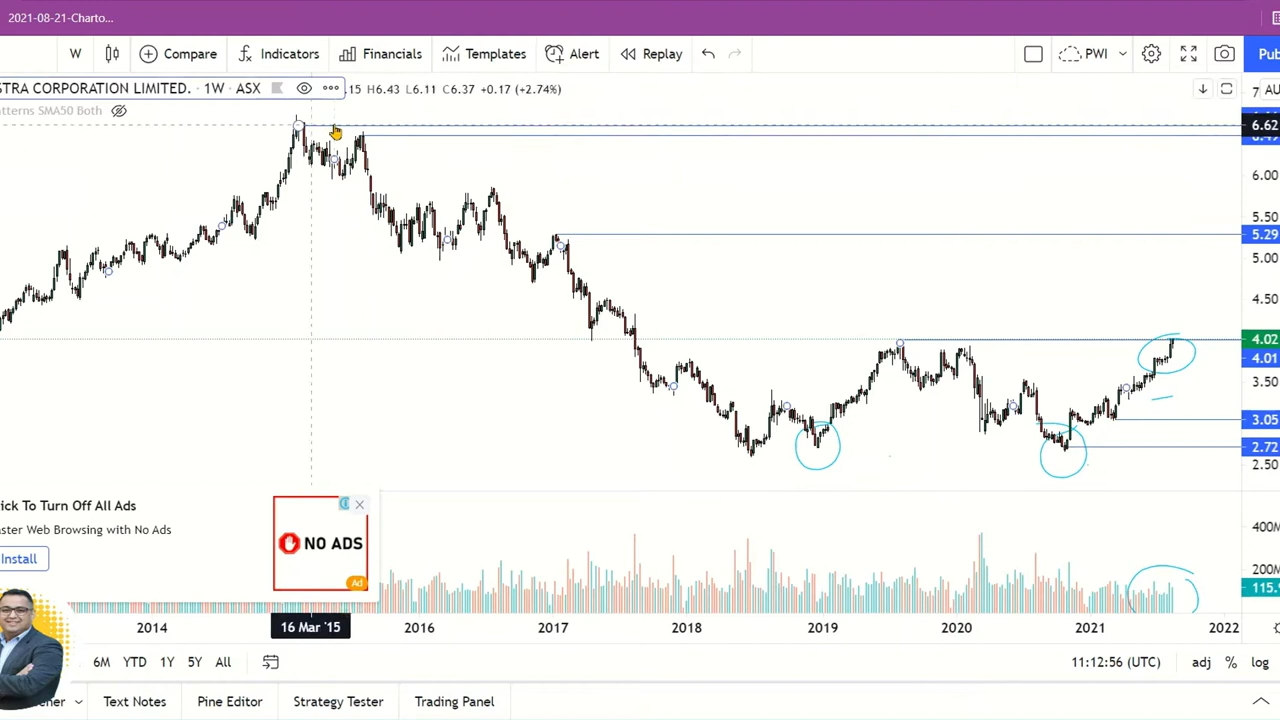 2021-08-21-Charto...
W Compare Indicators Financials Templates Alert Replay PWI Pub
STRA CORPORATION LIMITED. · 1W · ASX .15 H6.43 L6.11 C6.37 +0.17 (+2.74%) AU
tterns SMA50 Both
6.62
6.00
5.50
5.29
5.00
4.50
4.02
4.01
3.50
3.05
2.72
2.50
ick To Turn Off All Ads
aster Web Browsing with No Ads
Install
NO ADS
Ad
400M
200M
115.
2014 16 Mar '15 2016 2017 2018 2019 2020 2021 2022
6M YTD 1Y 5Y All 11:12:56 (UTC) adj % log
ener Text Notes Pine Editor Strategy Tester Trading Panel